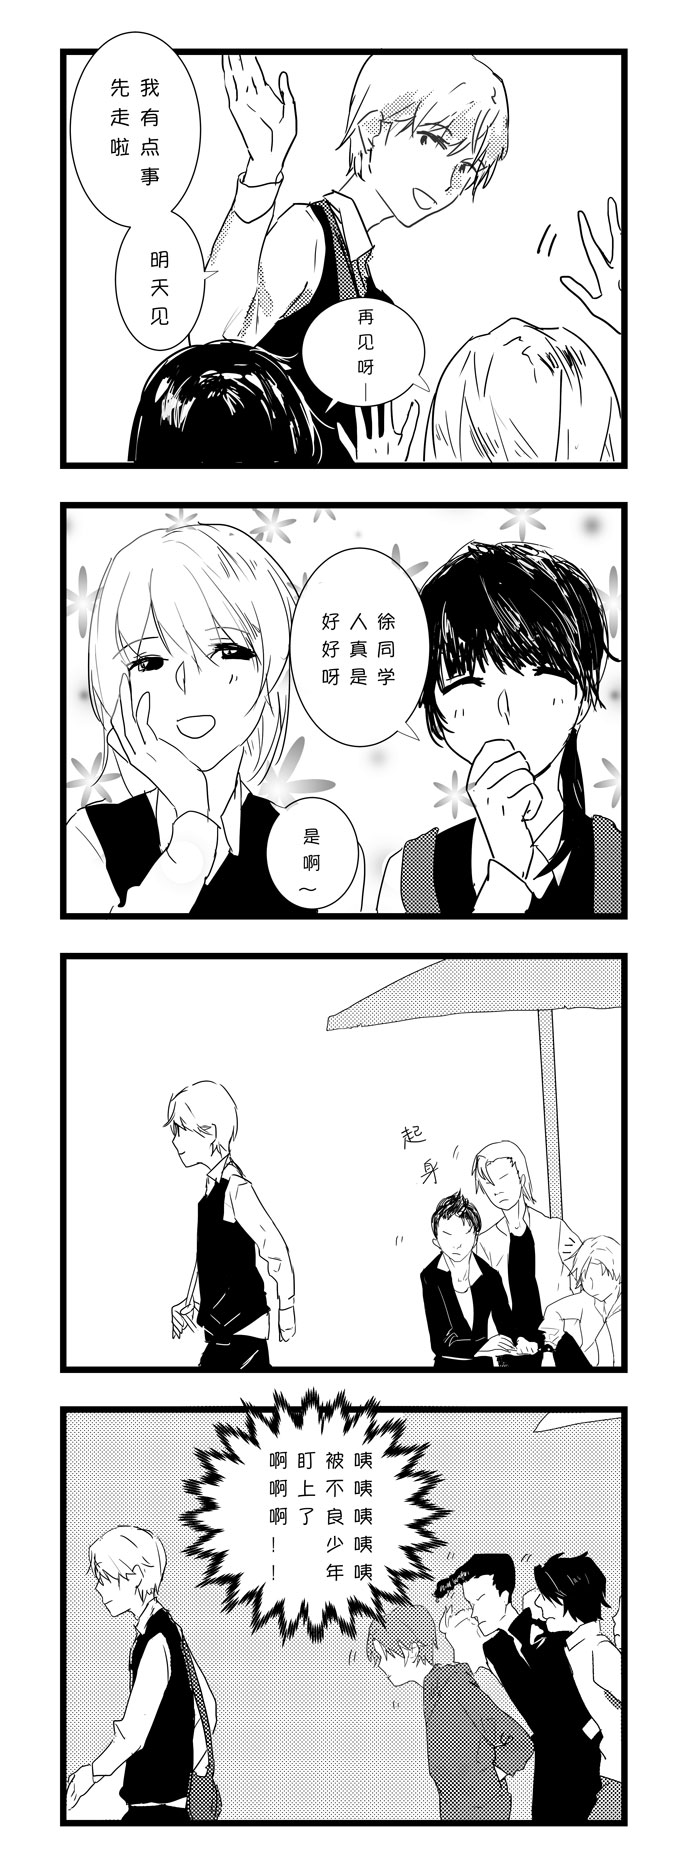 我有点事
先走啦
明天见
再见呀—
徐同学
人真是
好好呀
是啊～
起身
咦咦咦咦咦
被不良少年
盯上了
啊啊啊！！